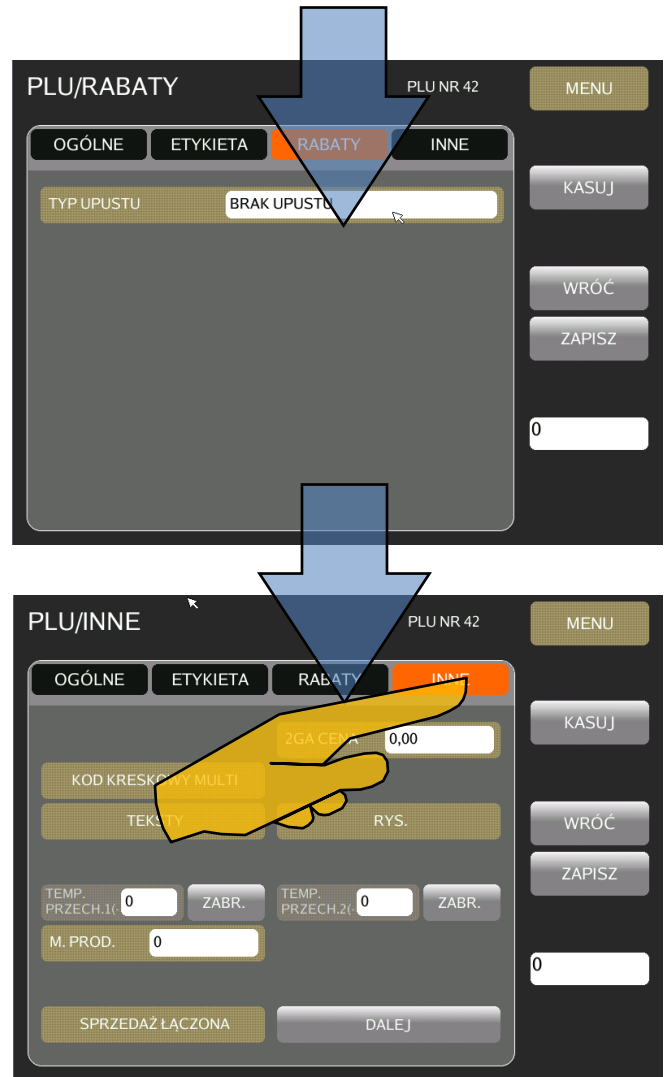 PLU/RABATY PLU NR 42 MENU
OGÓLNE ETYKIETA RABATY INNE
KASUJ
TYP UPUSTU BRAK UPUSTU
WRÓĆ
ZAPISZ
0
PLU/INNE PLU NR 42 MENU
OGÓLNE ETYKIETA RABATY INNE
KASUJ
2GA CENA 0,00
KOD KRESKOWY MULTI
TEKSTY RYS. WRÓĆ
ZAPISZ
TEMP. TEMP.
PRZECH.1(- 0 ZABR. PRZECH.2(- 0 ZABR.
M. PROD. 0
0
SPRZEDAŻ ŁĄCZONA DALEJ